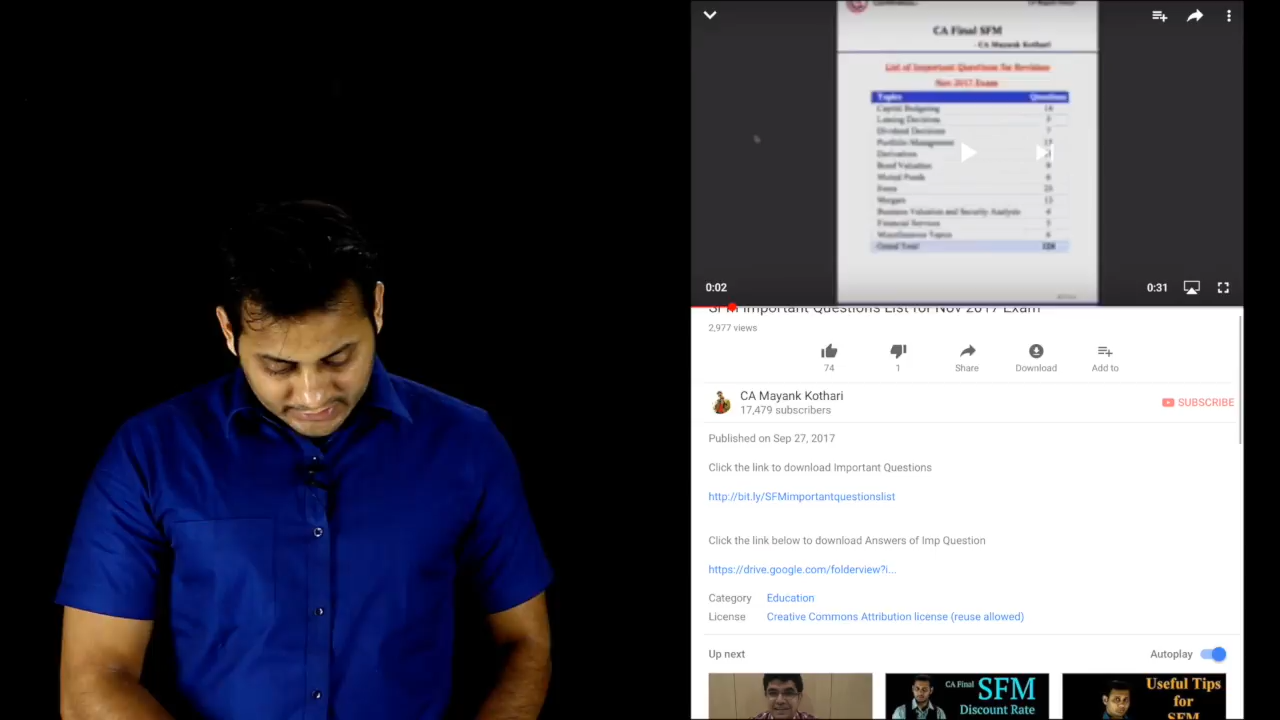 CA Final SFM
- CA Mayank Kothari
List of Important Questions for Revision
Nov 2017 Exam
Topics Questions
Capital Budgeting 14
Leasing Decisions
Dividend Decisions 7
Portfolio Management
Derivatives
Bond Valuation
Mutual Funds
Forex 25
Mergers 13
Business Valuation and Security Analysis
Financial Services
Miscellaneous Topics
Grand Total 128
0:02
0:31
SFM Important Questions List for Nov 2017 Exam
2,977 views
74
1
Share
Download
Add to
CA Mayank Kothari
17,479 subscribers
SUBSCRIBE
Published on Sep 27, 2017
Click the link to download Important Questions
http://bit.ly/SFMimportantquestionslist
Click the link below to download Answers of Imp Question
https://drive.google.com/folderview?i...
Category Education
License Creative Commons Attribution license (reuse allowed)
Up next
Autoplay
CA Final SFM
Discount Rate
Useful Tips
for
SFM